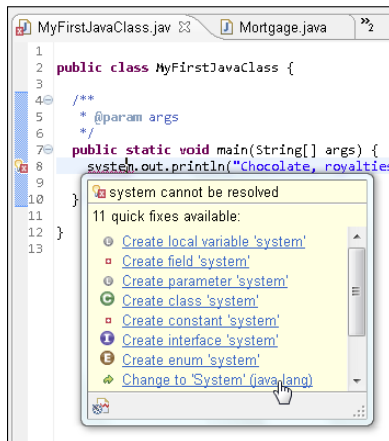 MyFirstJavaClass.jav Mortgage.java »2
1
2 public class MyFirstJavaClass {
3
4 /**
5 * @param args
6 */
7 public static void main(String[] args) {
8 system.out.println("Chocolate, royalties
9
10 }
11
12 }
13
system cannot be resolved
11 quick fixes available:
Create local variable 'system'
Create field 'system'
Create parameter 'system'
C Create class 'system'
Create constant 'system'
I Create interface 'system'
E Create enum 'system'
Change to 'System' (java.lang)